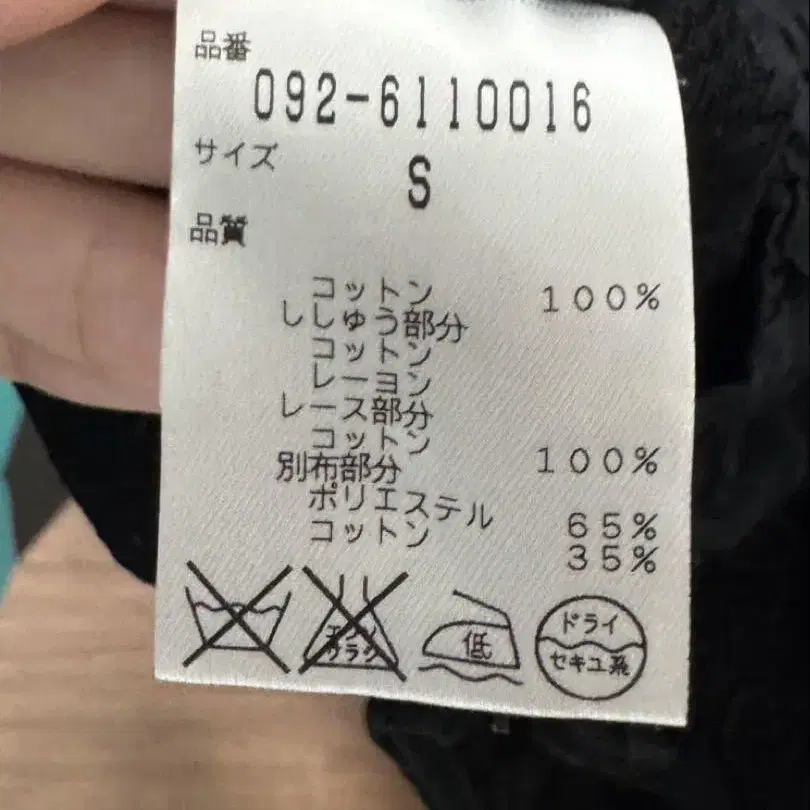 品番
092-6110016
サイズ
S
品質
コットン 100%
ししゅう部分
コットン
レーヨン
レース部分
コットン 100%
別布部分
ポリエステル 65%
コットン 35%
エンソ
サラシ
低
ドライ
セキユ系